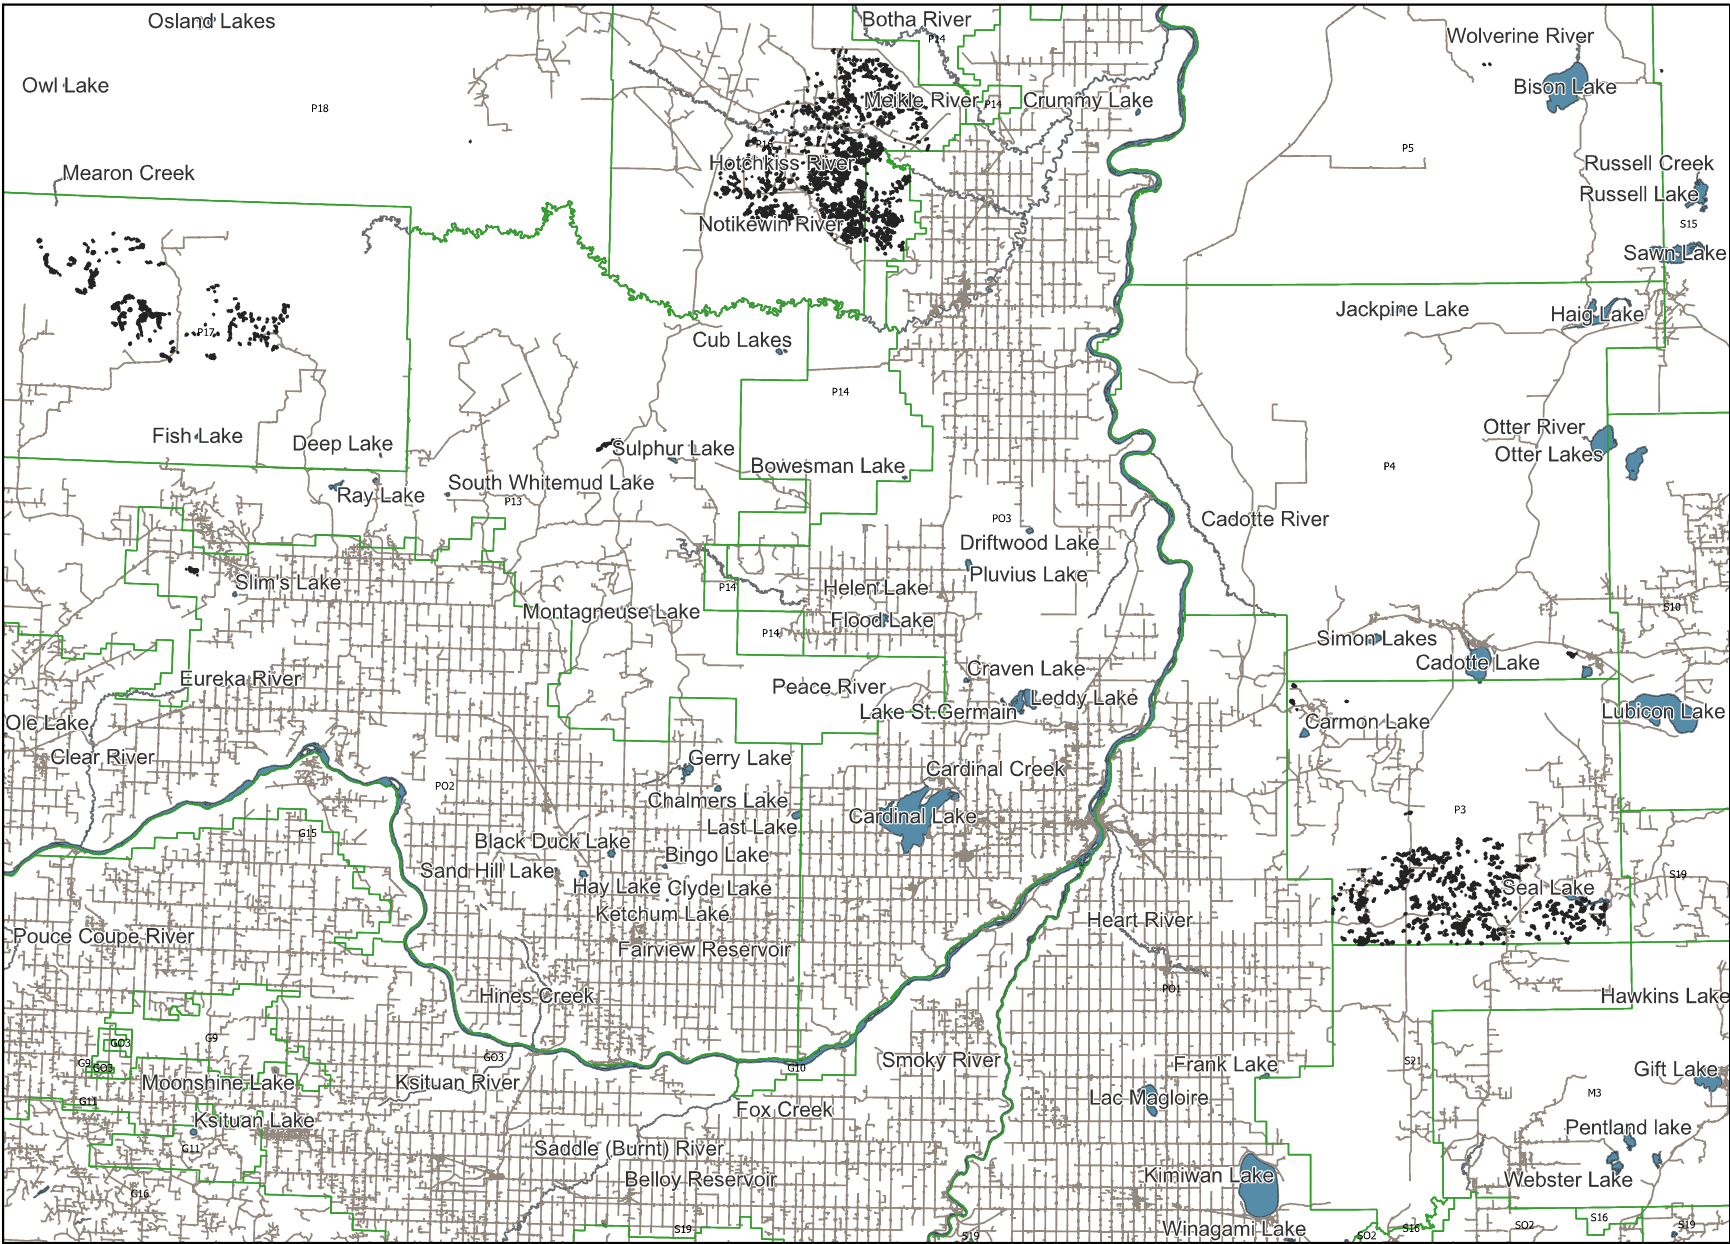 Osland Lakes
Botha River
P14
Wolverine River
Owl Lake
P18
Meikle River
P14
Crummy Lake
Bison Lake
P5
Hotchkiss River
Russell Creek
Mearon Creek
Russell Lake
Notikewin River
S15
Sawn Lake
Jackpine Lake
Haig Lake
P17
Cub Lakes
P14
Fish Lake
Deep Lake
Sulphur Lake
Otter River
Otter Lakes
Bowesman Lake
P4
Ray Lake
South Whitemud Lake
P13
PO3
Cadotte River
Driftwood Lake
Pluvius Lake
Slim's Lake
P14
Helen Lake
Montagneuse Lake
Flood Lake
S10
P14
Simon Lakes
Cadotte Lake
Craven Lake
Eureka River
Peace River
Leddy Lake
Lake St.Germain
Lubicon Lake
Ole Lake
Carmon Lake
Clear River
Gerry Lake
Cardinal Creek
PO2
Chalmers Lake
Cardinal Lake
P3
Last Lake
G15
Black Duck Lake
Bingo Lake
Sand Hill Lake
Hay Lake
Clyde Lake
Seal Lake
S19
Ketchum Lake
Heart River
Pouce Coupe River
Fairview Reservoir
Hines Creek
PO1
Hawkins Lake
G9
GO3
GO3
G9
GO3
Smoky River
S21
Frank Lake
G10
Gift Lake
Moonshine Lake
Ksituan River
M3
G11
Lac Magloire
Fox Creek
Ksituan Lake
Pentland lake
G11
Saddle (Burnt) River
Kimiwan Lake
Belloy Reservoir
Webster Lake
G16
S19
S19
Winagami Lake
SO2
S16
SO2
S16
S19